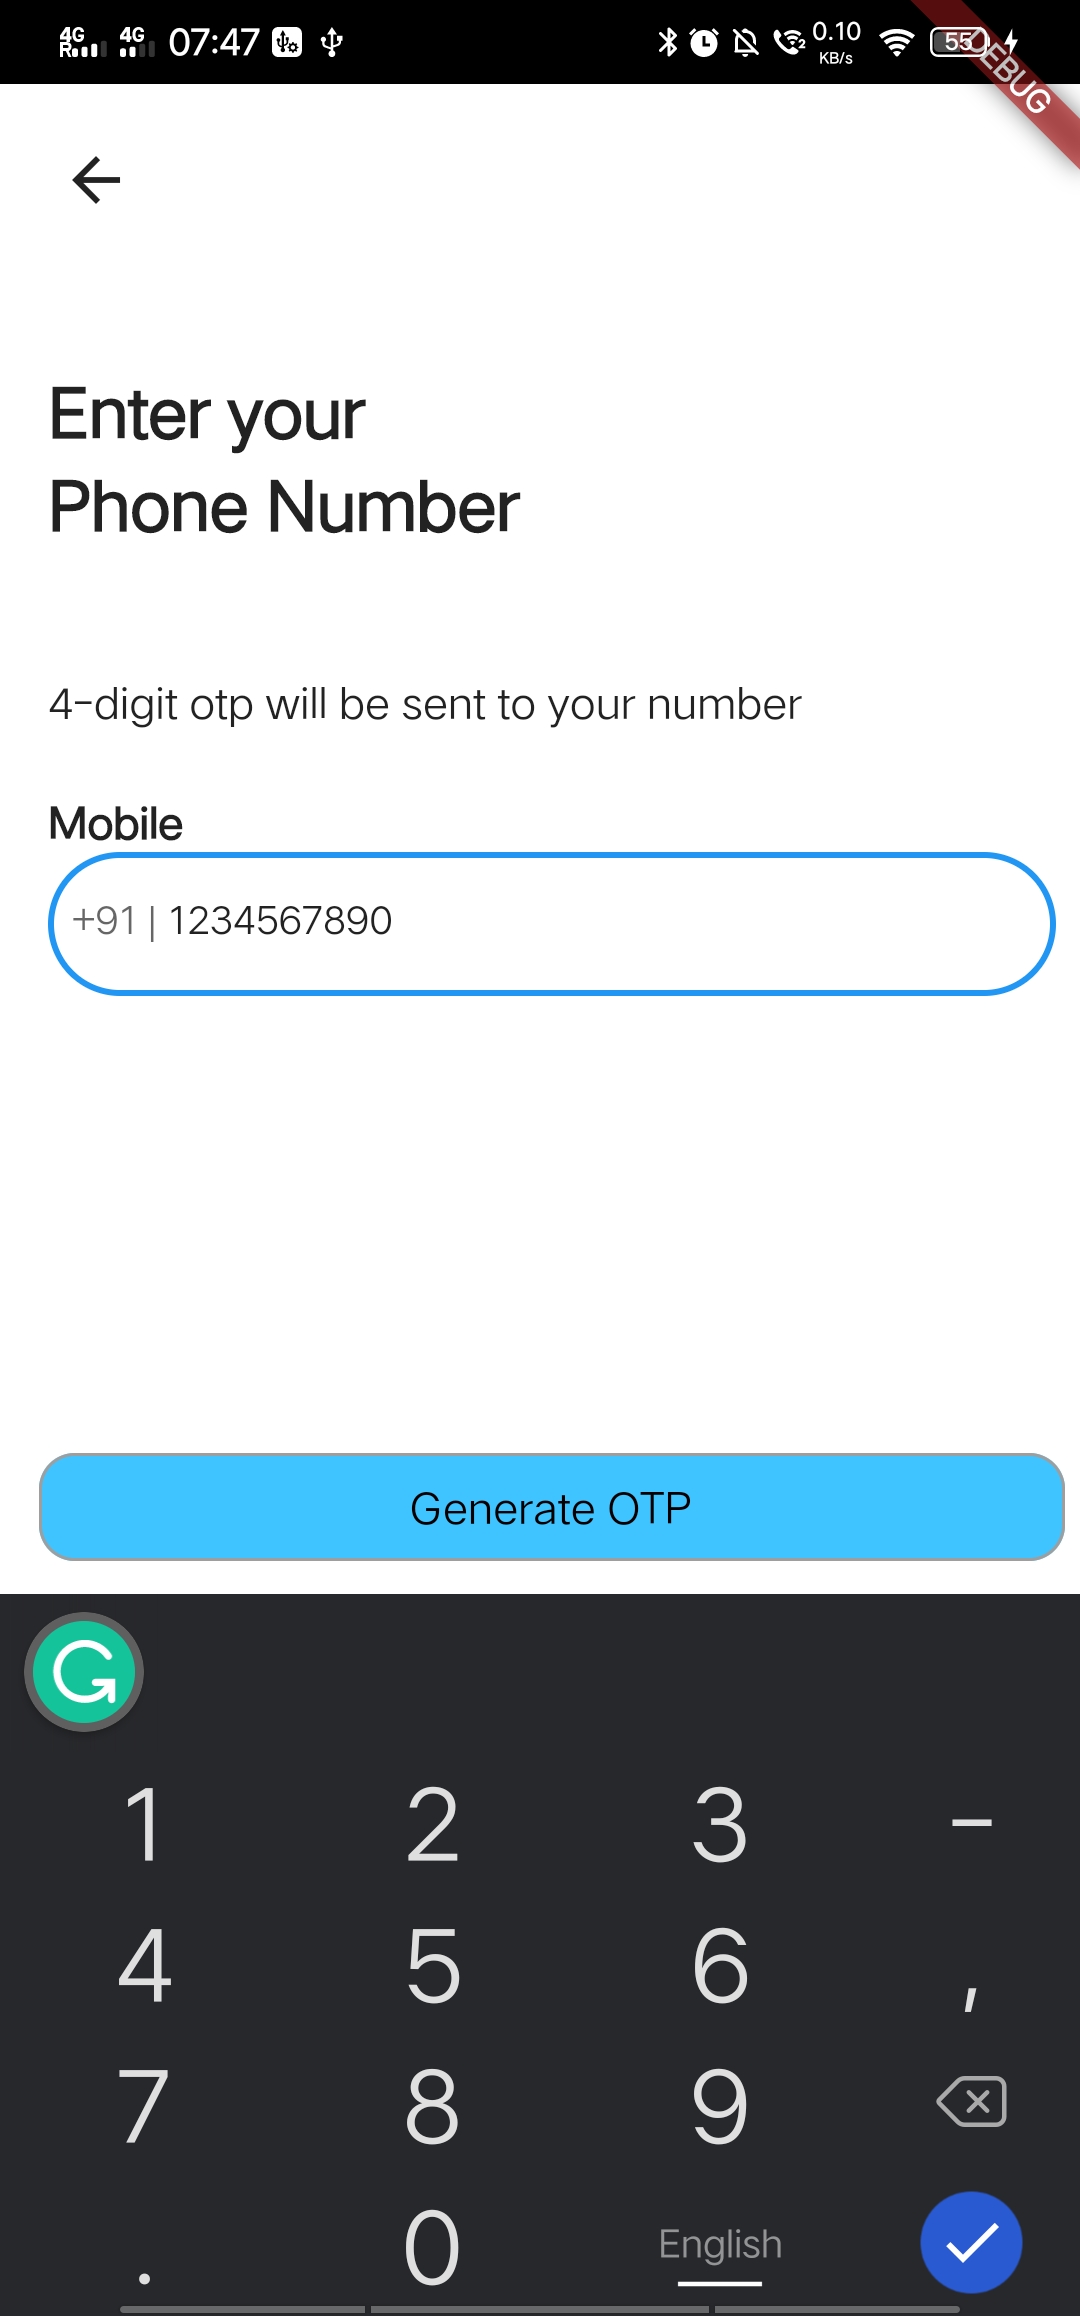 4G R 4G 07:47 0.10 KB/s 55
DEBUG
Enter your
Phone Number
4-digit otp will be sent to your number
Mobile
+91 | 1234567890
Generate OTP
G
1 2 3 -
4 5 6 ,
7 8 9
. 0 English